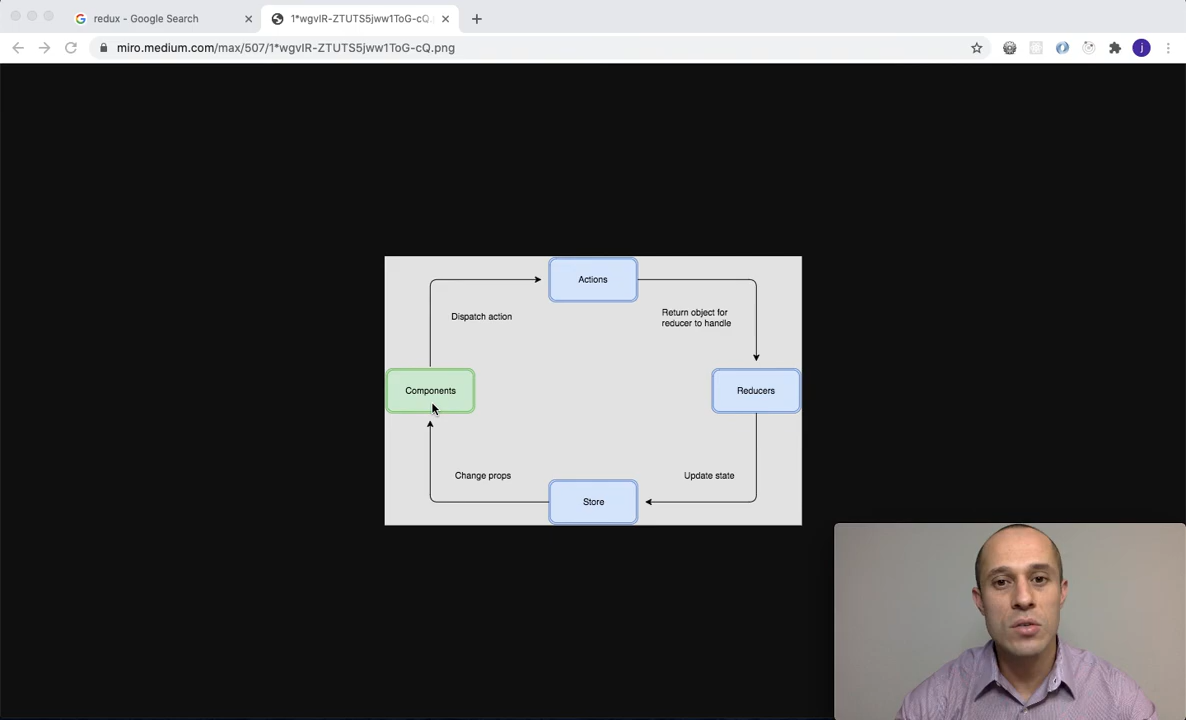 redux - Google Search
1*wgvIR-ZTUTS5jww1ToG-cQ.
miro.medium.com/max/507/1*wgvIR-ZTUTS5jww1ToG-cQ.png
j
Actions
Dispatch action
Return object for
reducer to handle
Components
Reducers
Change props
Update state
Store